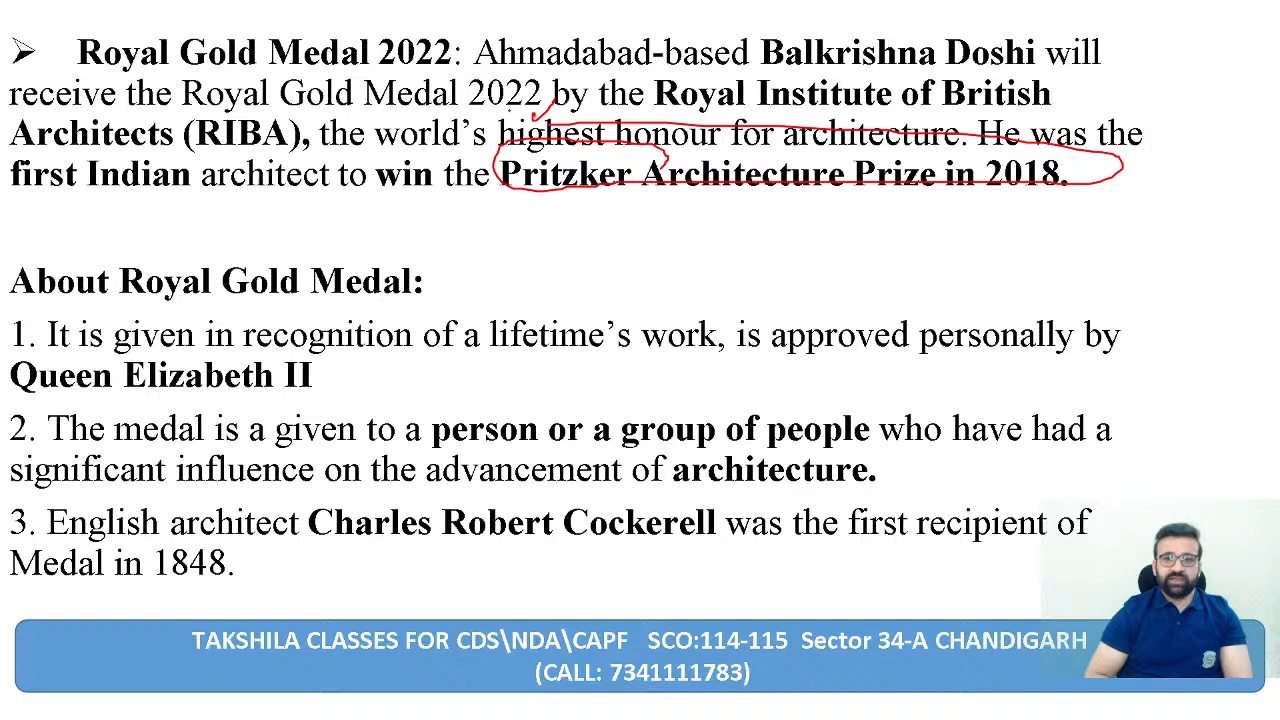 ➢ Royal Gold Medal 2022: Ahmadabad-based Balkrishna Doshi will
receive the Royal Gold Medal 2022 by the Royal Institute of British
Architects (RIBA), the world's highest honour for architecture. He was the
first Indian architect to win the Pritzker Architecture Prize in 2018.
About Royal Gold Medal:
1. It is given in recognition of a lifetime's work, is approved personally by
Queen Elizabeth II
2. The medal is a given to a person or a group of people who have had a
significant influence on the advancement of architecture.
3. English architect Charles Robert Cockerell was the first recipient of
Medal in 1848.
TAKSHILA CLASSES FOR CDS\NDA\CAPF SCO:114-115 Sector 34-A CHANDIGARH
(CALL: 7341111783)